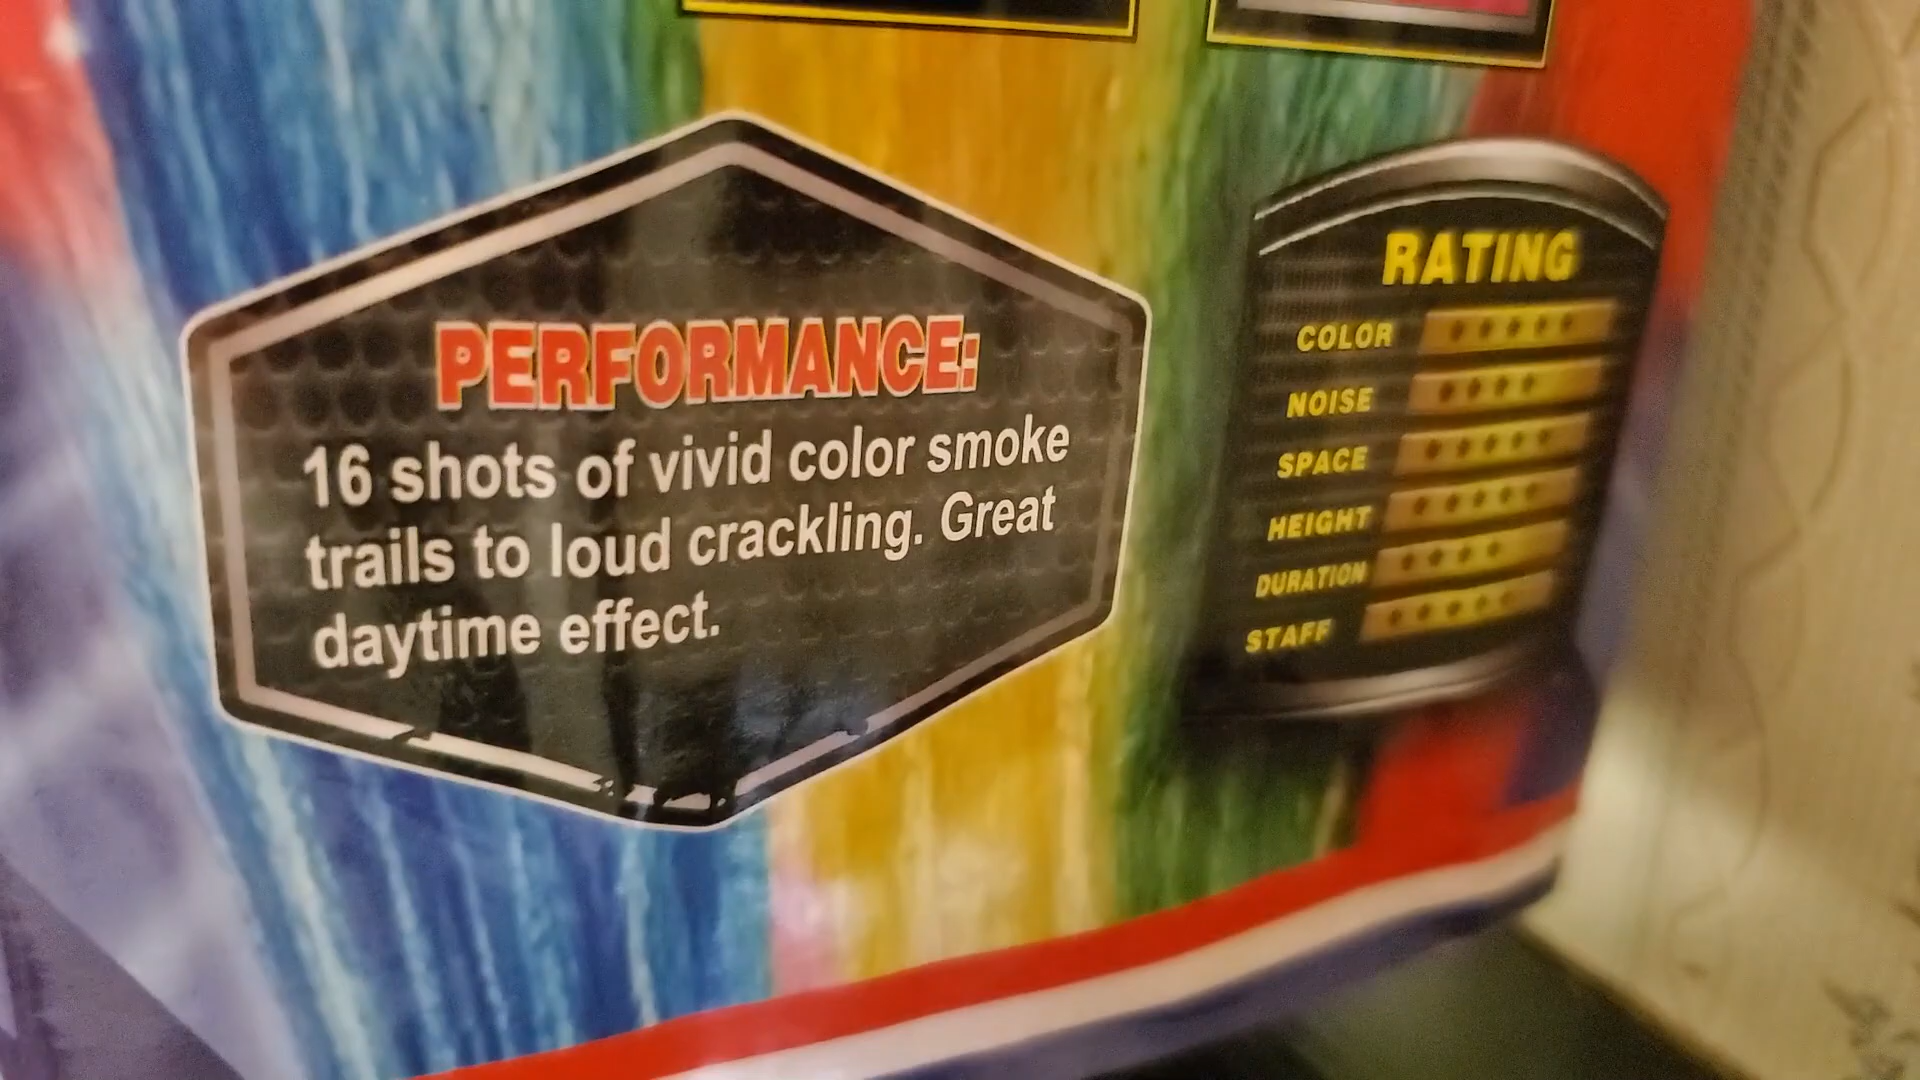 PERFORMANCE:
16 shots of vivid color smoke
trails to loud crackling. Great
daytime effect.
RATING
COLOR
NOISE
SPACE
HEIGHT
DURATION
STAFF